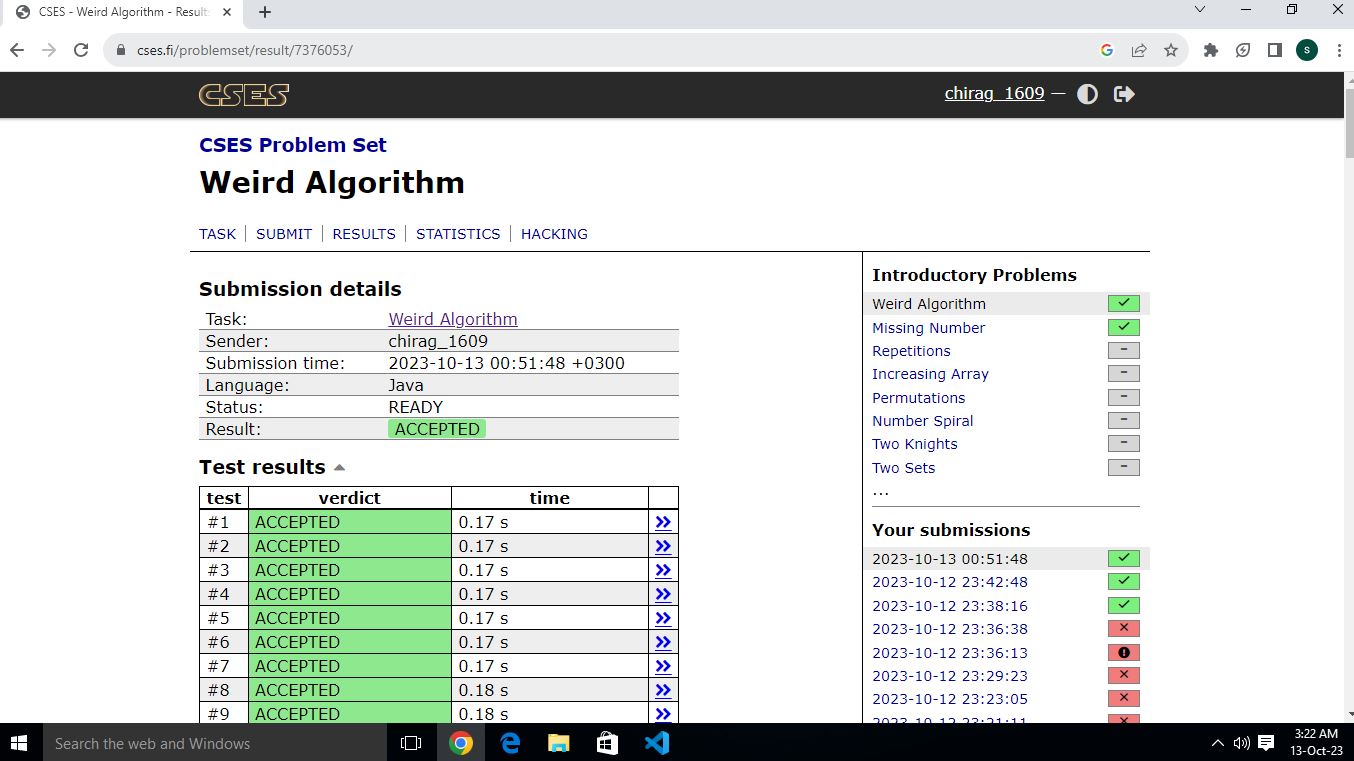 CSES - Weird Algorithm - Results
cses.fi/problemset/result/7376053/
S
CSES
chirag_1609 —
CSES Problem Set
Weird Algorithm
TASK | SUBMIT | RESULTS | STATISTICS | HACKING
Submission details
Task: Weird Algorithm
Sender: chirag_1609
Submission time: 2023-10-13 00:51:48 +0300
Language: Java
Status: READY
Result: ACCEPTED
Test results
test verdict time
#1 ACCEPTED 0.17 s
#2 ACCEPTED 0.17 s
#3 ACCEPTED 0.17 s
#4 ACCEPTED 0.17 s
#5 ACCEPTED 0.17 s
#6 ACCEPTED 0.17 s
#7 ACCEPTED 0.17 s
#8 ACCEPTED 0.18 s
#9 ACCEPTED 0.18 s
Introductory Problems
Weird Algorithm
Missing Number
Repetitions
Increasing Array
Permutations
Number Spiral
Two Knights
Two Sets
...
Your submissions
2023-10-13 00:51:48
2023-10-12 23:42:48
2023-10-12 23:38:16
2023-10-12 23:36:38
2023-10-12 23:36:13
2023-10-12 23:29:23
2023-10-12 23:23:05
2023-10-12 23:21:11
Search the web and Windows
3:22 AM
13-Oct-23